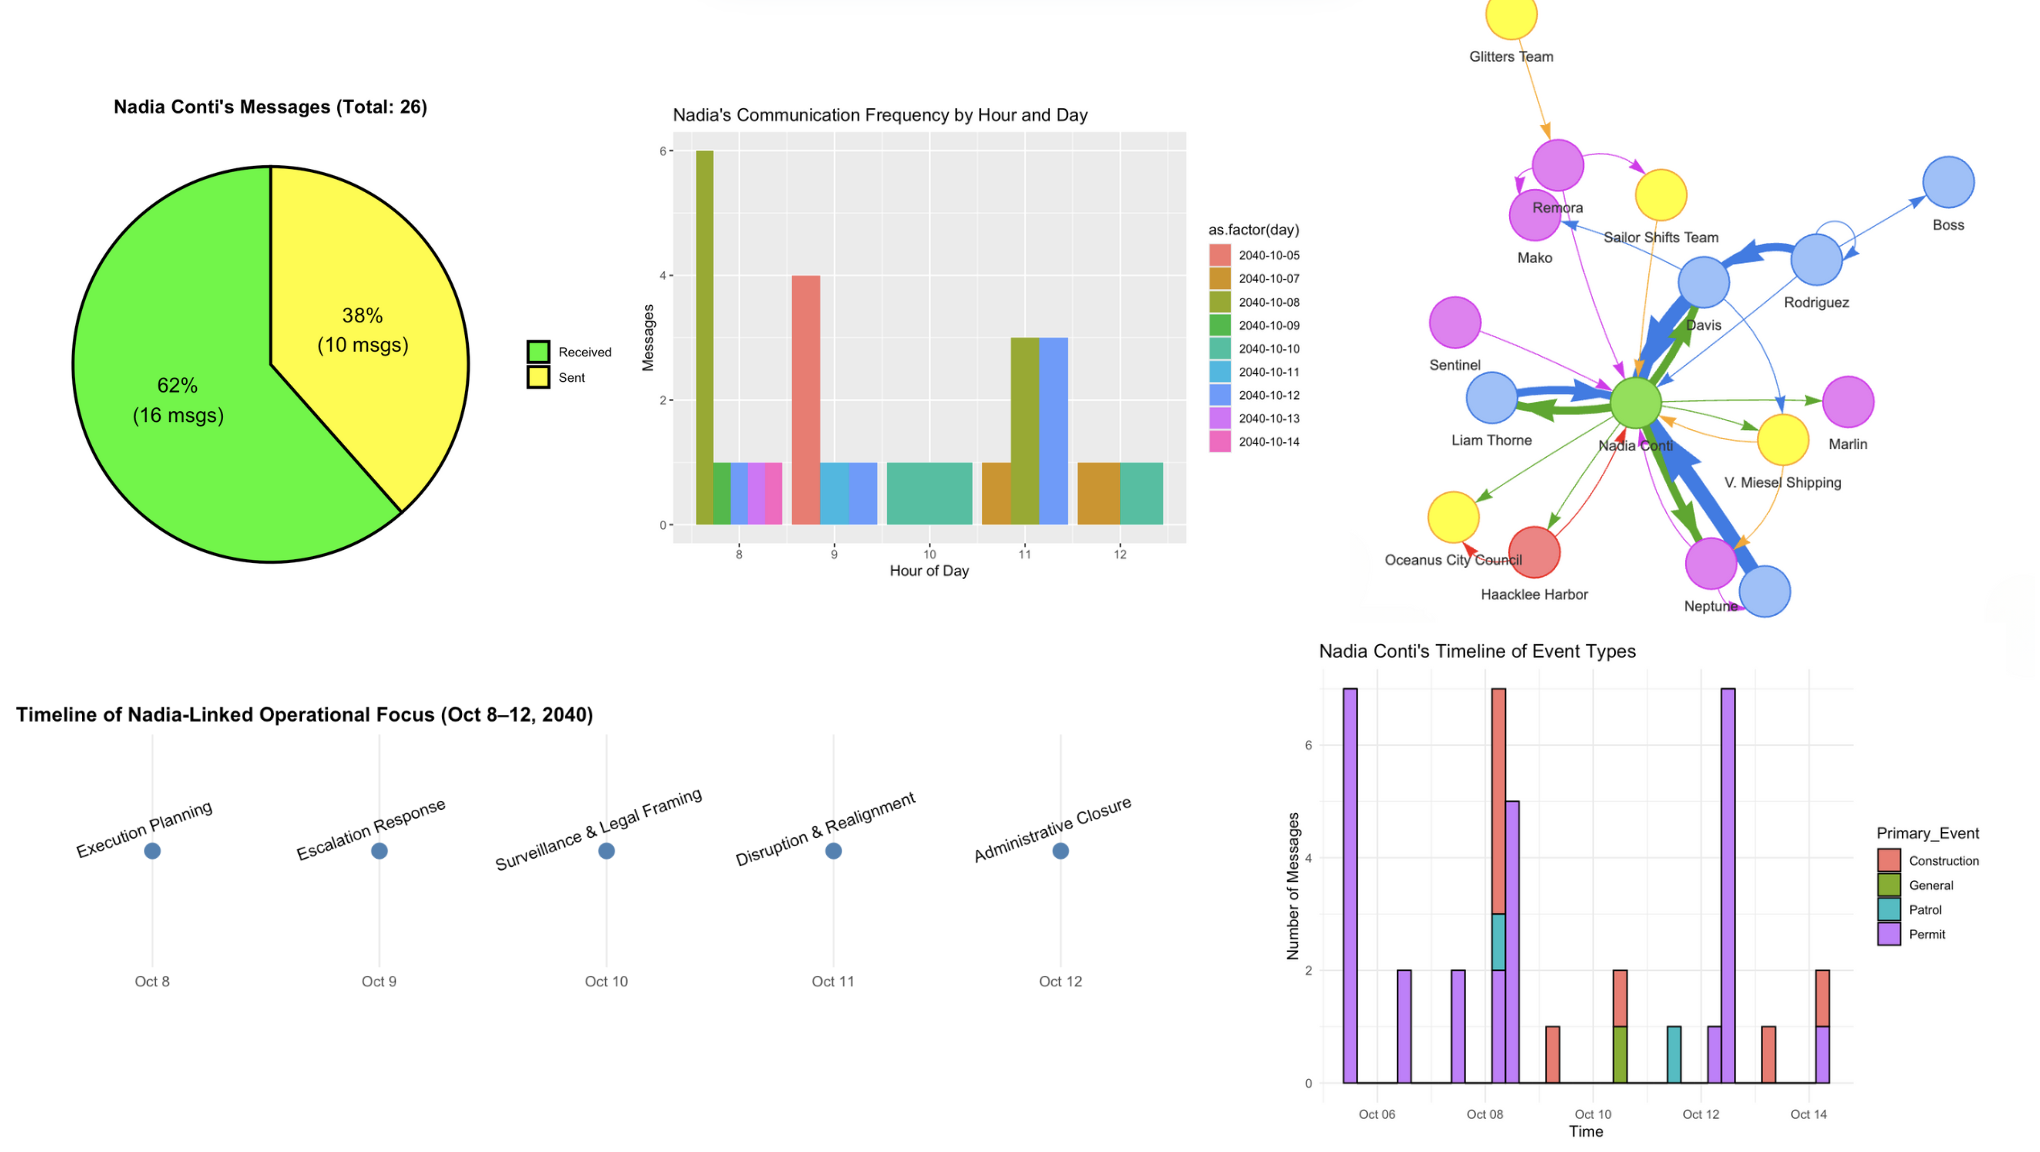 Nadia Conti's Messages (Total: 26)
38%
(10 msgs)
62%
(16 msgs)
Received
Sent
Nadia's Communication Frequency by Hour and Day
Messages
6
4
2
0
8
9
10
11
12
Hour of Day
as.factor(day)
2040-10-05
2040-10-07
2040-10-08
2040-10-09
2040-10-10
2040-10-11
2040-10-12
2040-10-13
2040-10-14
Glitters Team
Remora
Mako
Sailor Shifts Team
Boss
Davis
Rodriguez
Sentinel
Liam Thorne
Nadia Conti
Marlin
V. Miesel Shipping
Oceanus City Council
Haacklee Harbor
Neptune
Timeline of Nadia-Linked Operational Focus (Oct 8–12, 2040)
Execution Planning
Escalation Response
Surveillance & Legal Framing
Disruption & Realignment
Administrative Closure
Oct 8
Oct 9
Oct 10
Oct 11
Oct 12
Nadia Conti's Timeline of Event Types
Number of Messages
6
4
2
0
Oct 06
Oct 08
Oct 10
Oct 12
Oct 14
Time
Primary_Event
Construction
General
Patrol
Permit